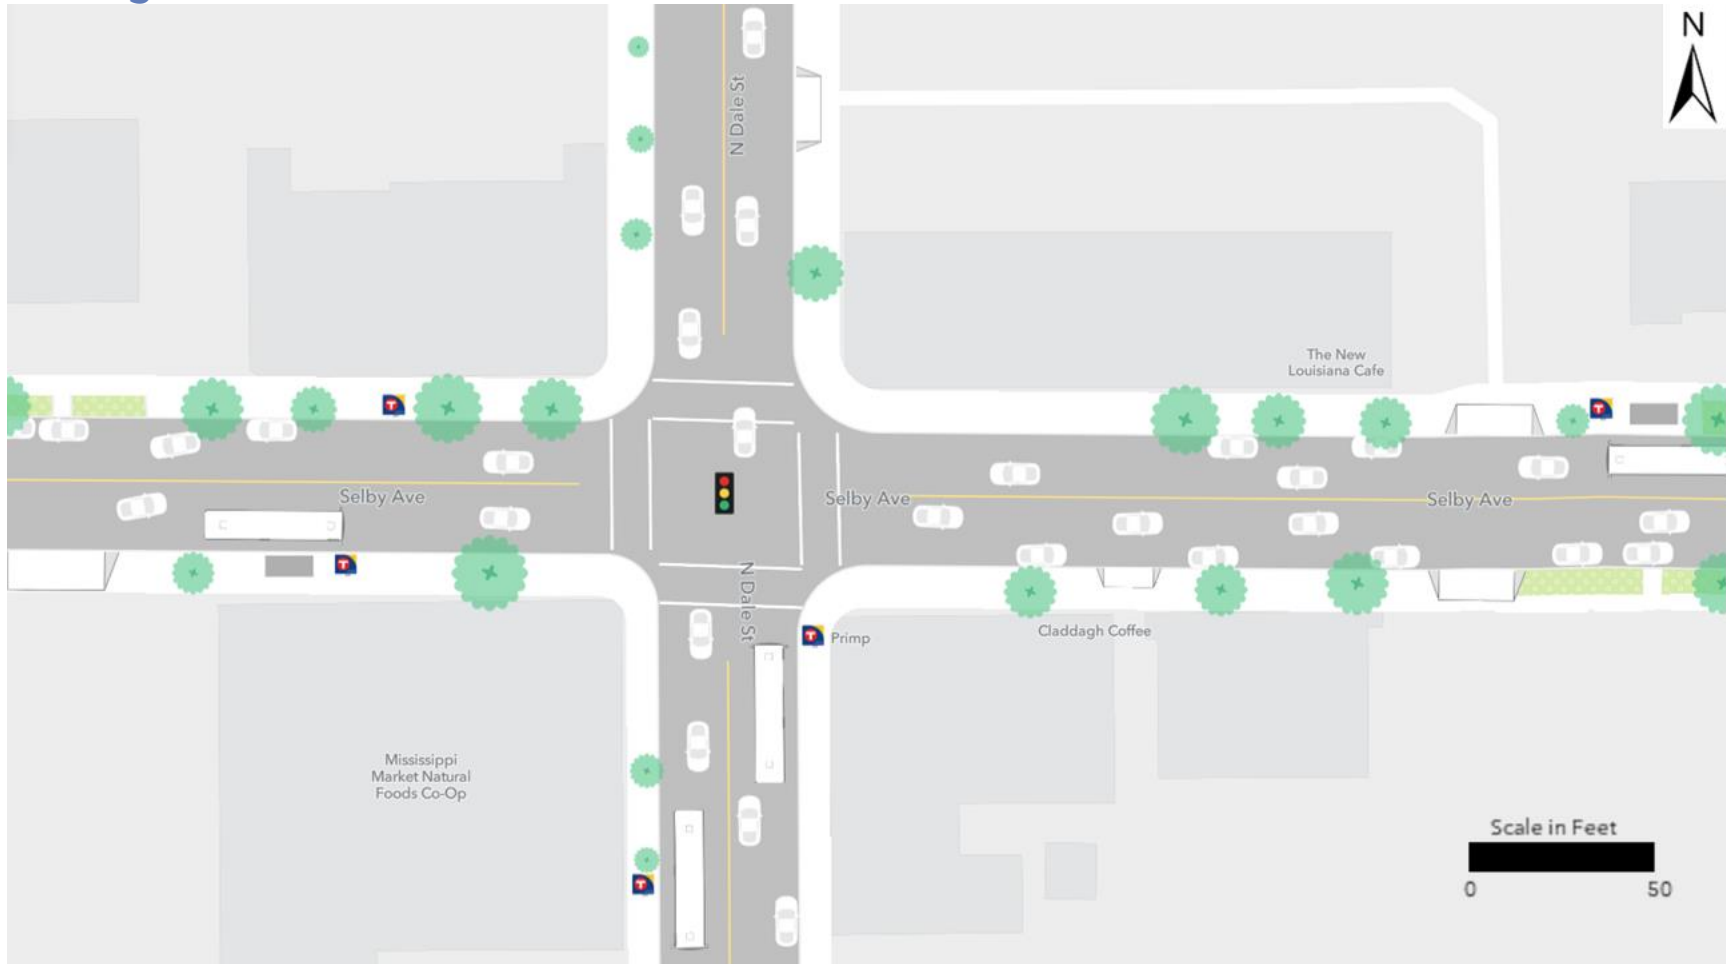 N
N Dale St
The New
Louisiana Cafe
T
T
Selby Ave
Selby Ave
Selby Ave
T
N Dale St
T
Primp
Claddagh Coffee
Mississippi
Market Natural
Foods Co-Op
T
Scale in Feet
0
50